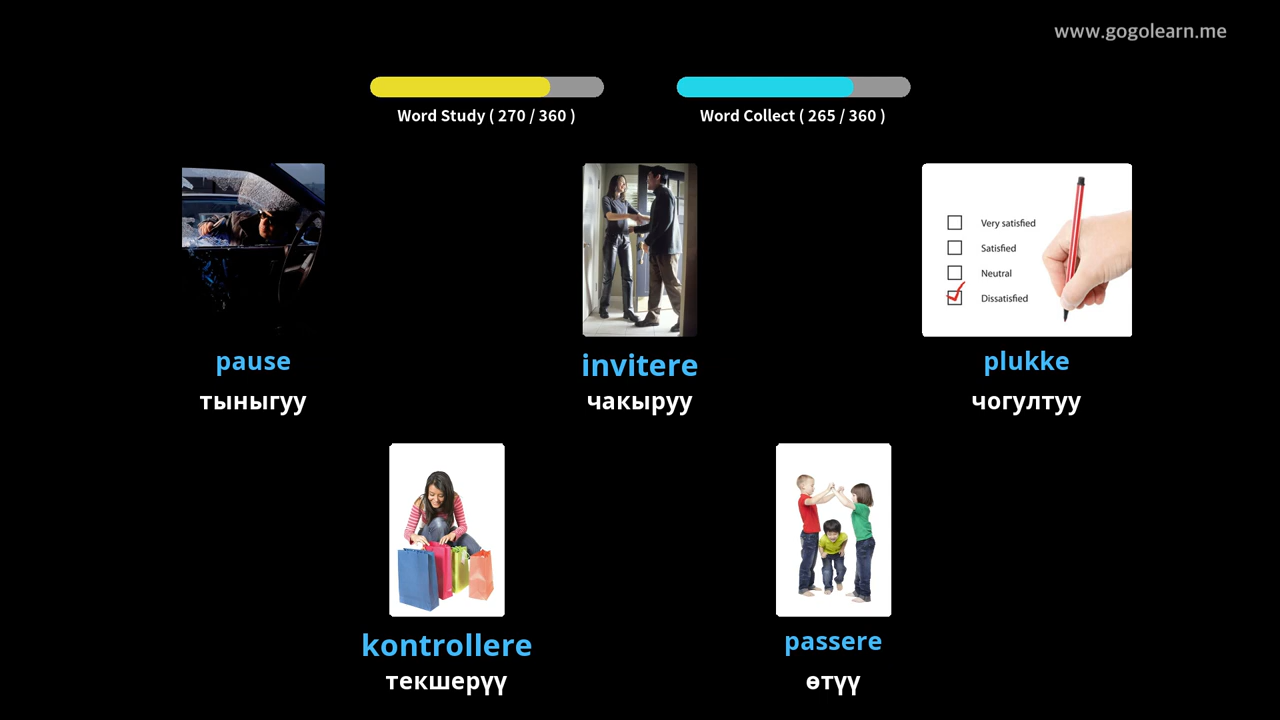 www.gogolearn.me
Word Study ( 270 / 360 )
Word Collect ( 265 / 360 )
Very satisfied
Satisfied
Neutral
Dissatisfied
pause
invitere
plukke
тыныгуу
чакыруу
чогултуу
kontrollere
passere
текшерүү
өтүү